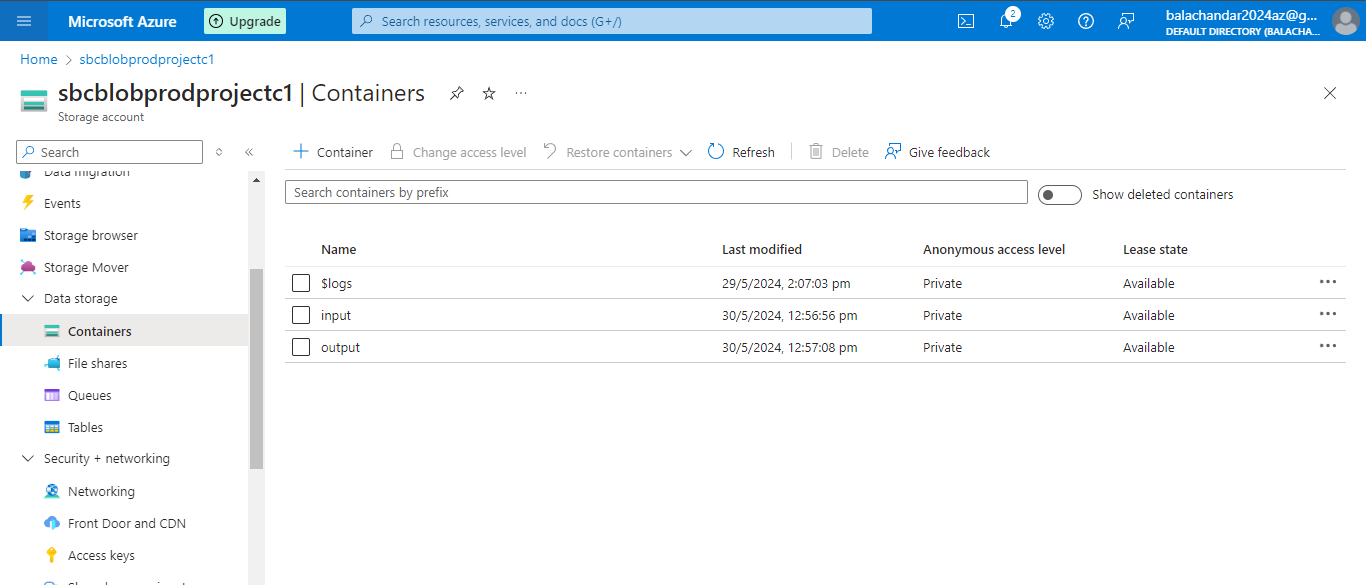 Microsoft Azure
Upgrade
Search resources, services, and docs (G+/)
2
balachandar2024az@g...
DEFAULT DIRECTORY (BALACHA...
Home > sbcblobprodprojectc1
sbcblobprodprojectc1 | Containers
Storage account
Search
Container
Change access level
Restore containers
Refresh
Delete
Give feedback
Data migration
Events
Storage browser
Storage Mover
Data storage
Containers
File shares
Queues
Tables
Security + networking
Networking
Front Door and CDN
Access keys
Search containers by prefix
Show deleted containers
Name Last modified Anonymous access level Lease state
$logs 29/5/2024, 2:07:03 pm Private Available
input 30/5/2024, 12:56:56 pm Private Available
output 30/5/2024, 12:57:08 pm Private Available